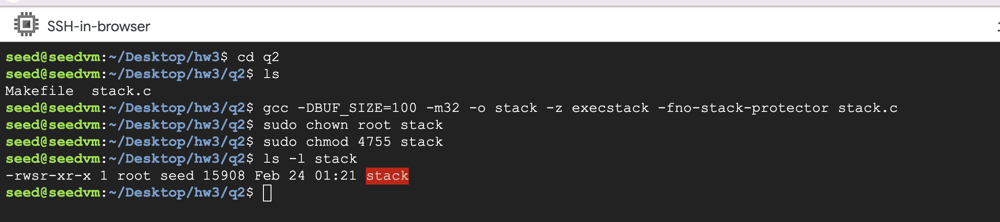 SSH-in-browser
seed@seedvm:~/Desktop/hw3$ cd q2
seed@seedvm:~/Desktop/hw3/q2$ ls
Makefile  stack.c
seed@seedvm:~/Desktop/hw3/q2$ gcc -DBUF_SIZE=100 -m32 -o stack -z execstack -fno-stack-protector stack.c
seed@seedvm:~/Desktop/hw3/q2$ sudo chown root stack
seed@seedvm:~/Desktop/hw3/q2$ sudo chmod 4755 stack
seed@seedvm:~/Desktop/hw3/q2$ ls -l stack
-rwsr-xr-x 1 root seed 15908 Feb 24 01:21 stack
seed@seedvm:~/Desktop/hw3/q2$